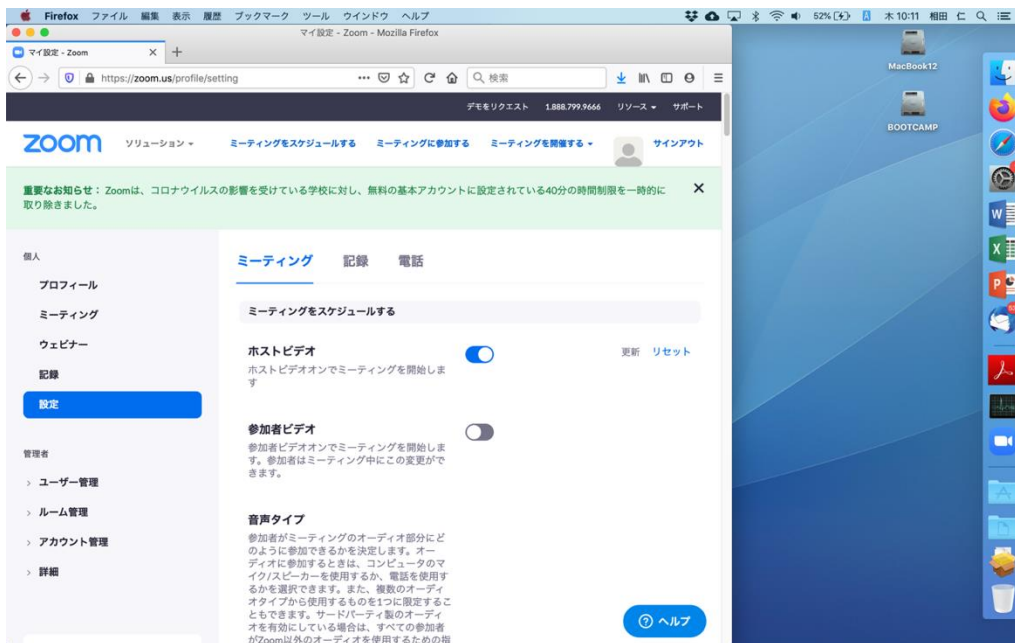 Firefox ファイル 編集 表示 履歴 ブックマーク ツール ウインドウ ヘルプ
52% 木10:11 相田 仁
マイ設定 - Zoom - Mozilla Firefox
マイ設定 - Zoom
https://zoom.us/profile/setting
検索
デモをリクエスト 1.888.799.9666 リソース サポート
zoom ソリューション ミーティングをスケジュールする ミーティングに参加する ミーティングを開催する サインアウト
重要なお知らせ： Zoomは、コロナウイルスの影響を受けている学校に対し、無料の基本アカウントに設定されている40分の時間制限を一時的に
取り除きました。
個人
プロフィール
ミーティング
ウェビナー
記録
設定
管理者
ユーザー管理
ルーム管理
アカウント管理
詳細
ミーティング 記録 電話
ミーティングをスケジュールする
ホストビデオ
更新 リセット
ホストビデオオンでミーティングを開始しま
す
参加者ビデオ
参加者ビデオオンでミーティングを開始しま
す。参加者はミーティング中にこの変更がで
きます。
音声タイプ
参加者がミーティングのオーディオ部分にど
のように参加できるかを決定します。オー
ディオに参加するときは、コンピュータのマ
イク/スピーカーを使用するか、電話を使用す
るかを選択できます。また、複数のオーディ
オタイプから使用するものを1つに限定するこ
ともできます。サードパーティ製のオーディ
オを有効にしている場合は、すべての参加者
がZoom以外のオーディオを使用するための指
ヘルプ
MacBook12
BOOTCAMP